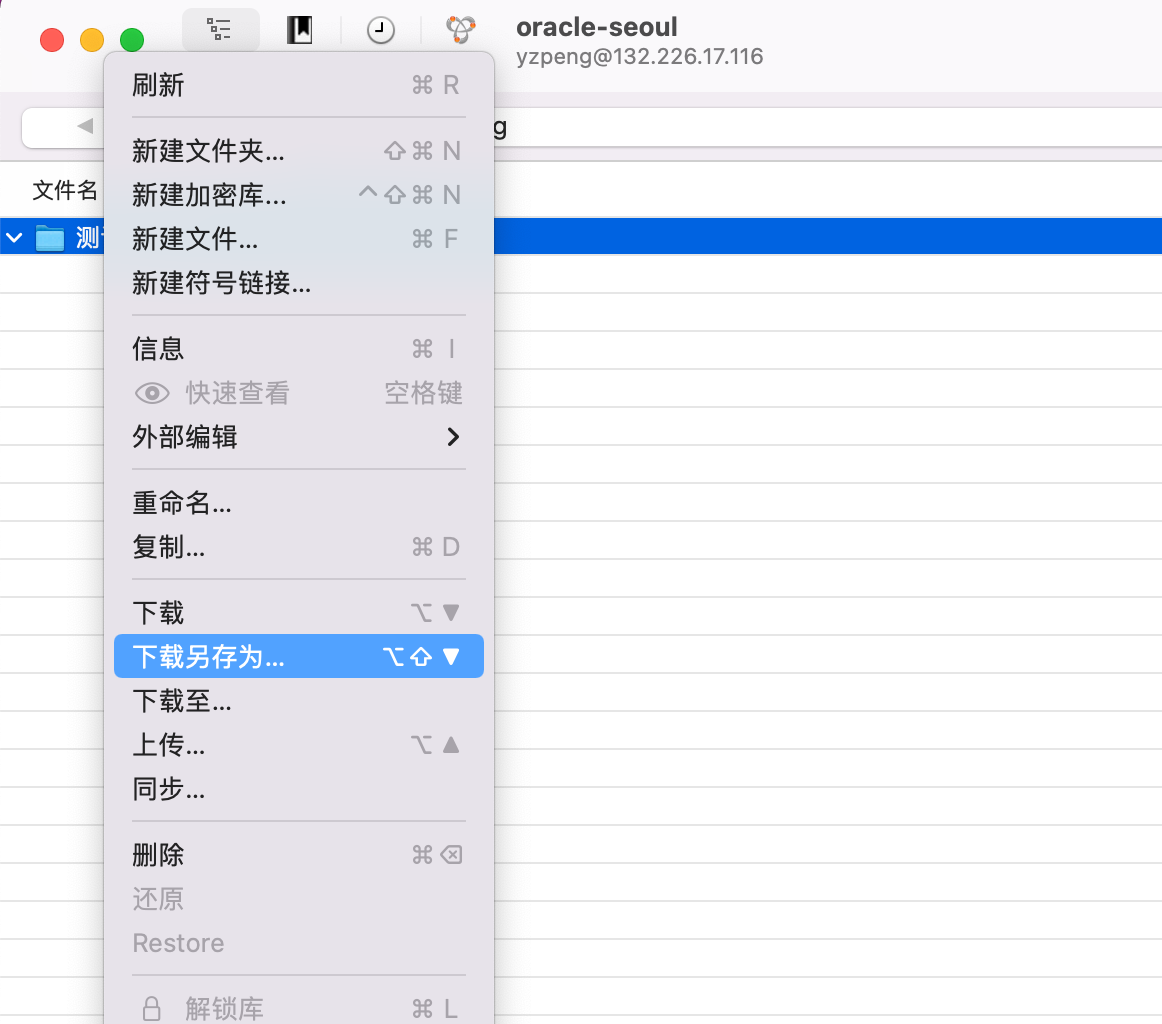 oracle-seoul
yzpeng@132.226.17.116
g
文件名
测
刷新 ⌘ R
新建文件夹... ⇧⌘ N
新建加密库... ^⇧⌘ N
新建文件... ⌘ F
新建符号链接...
信息 ⌘ I
快速查看 空格键
外部编辑
重命名...
复制... ⌘ D
下载 ⌥ ▼
下载另存为... ⌥⇧ ▼
下载至...
上传... ⌥ ▲
同步...
删除 ⌘ ⌫
还原
Restore
解锁库 ⌘ L